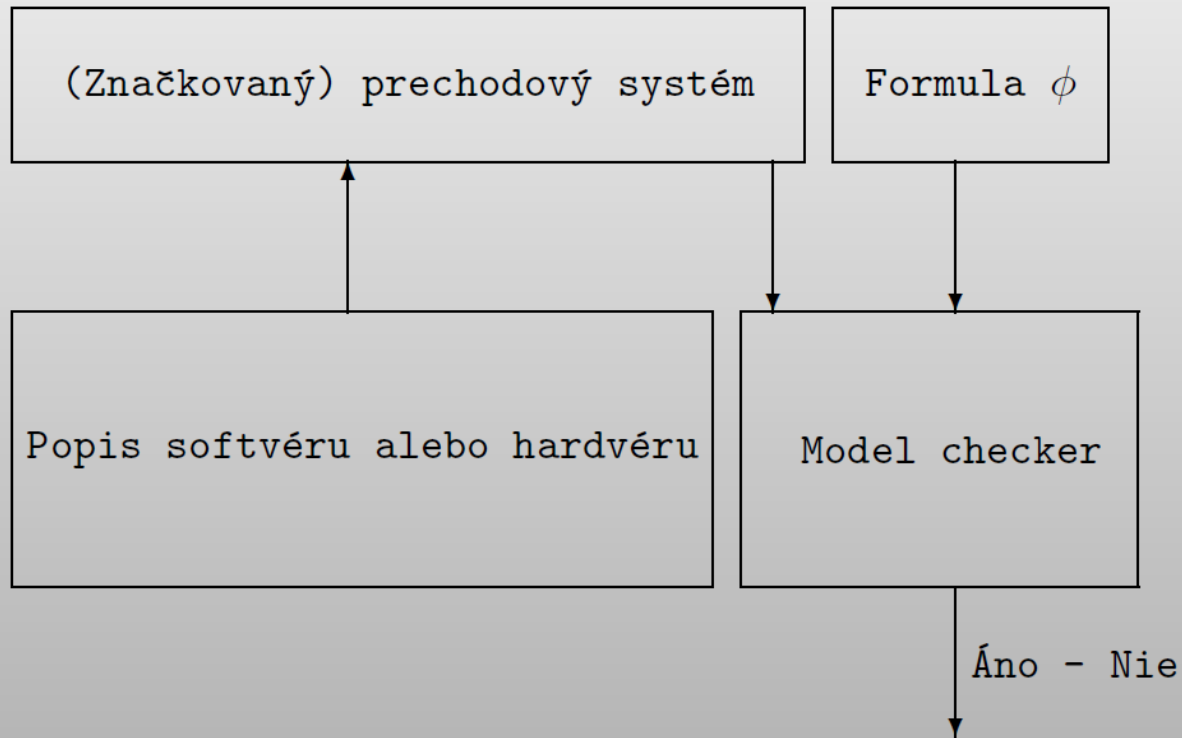 (Značkovaný) prechodový systém
Formula ϕ
Popis softvéru alebo hardvéru
Model checker
Áno - Nie